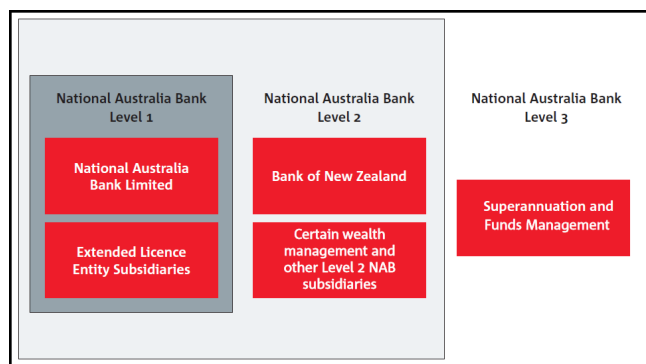 National Australia Bank
Level 1
National Australia
Bank Limited
Extended Licence
Entity Subsidiaries
National Australia Bank
Level 2
Bank of New Zealand
Certain wealth
management and
other Level 2 NAB
subsidiaries
National Australia Bank
Level 3
Superannuation and
Funds Management